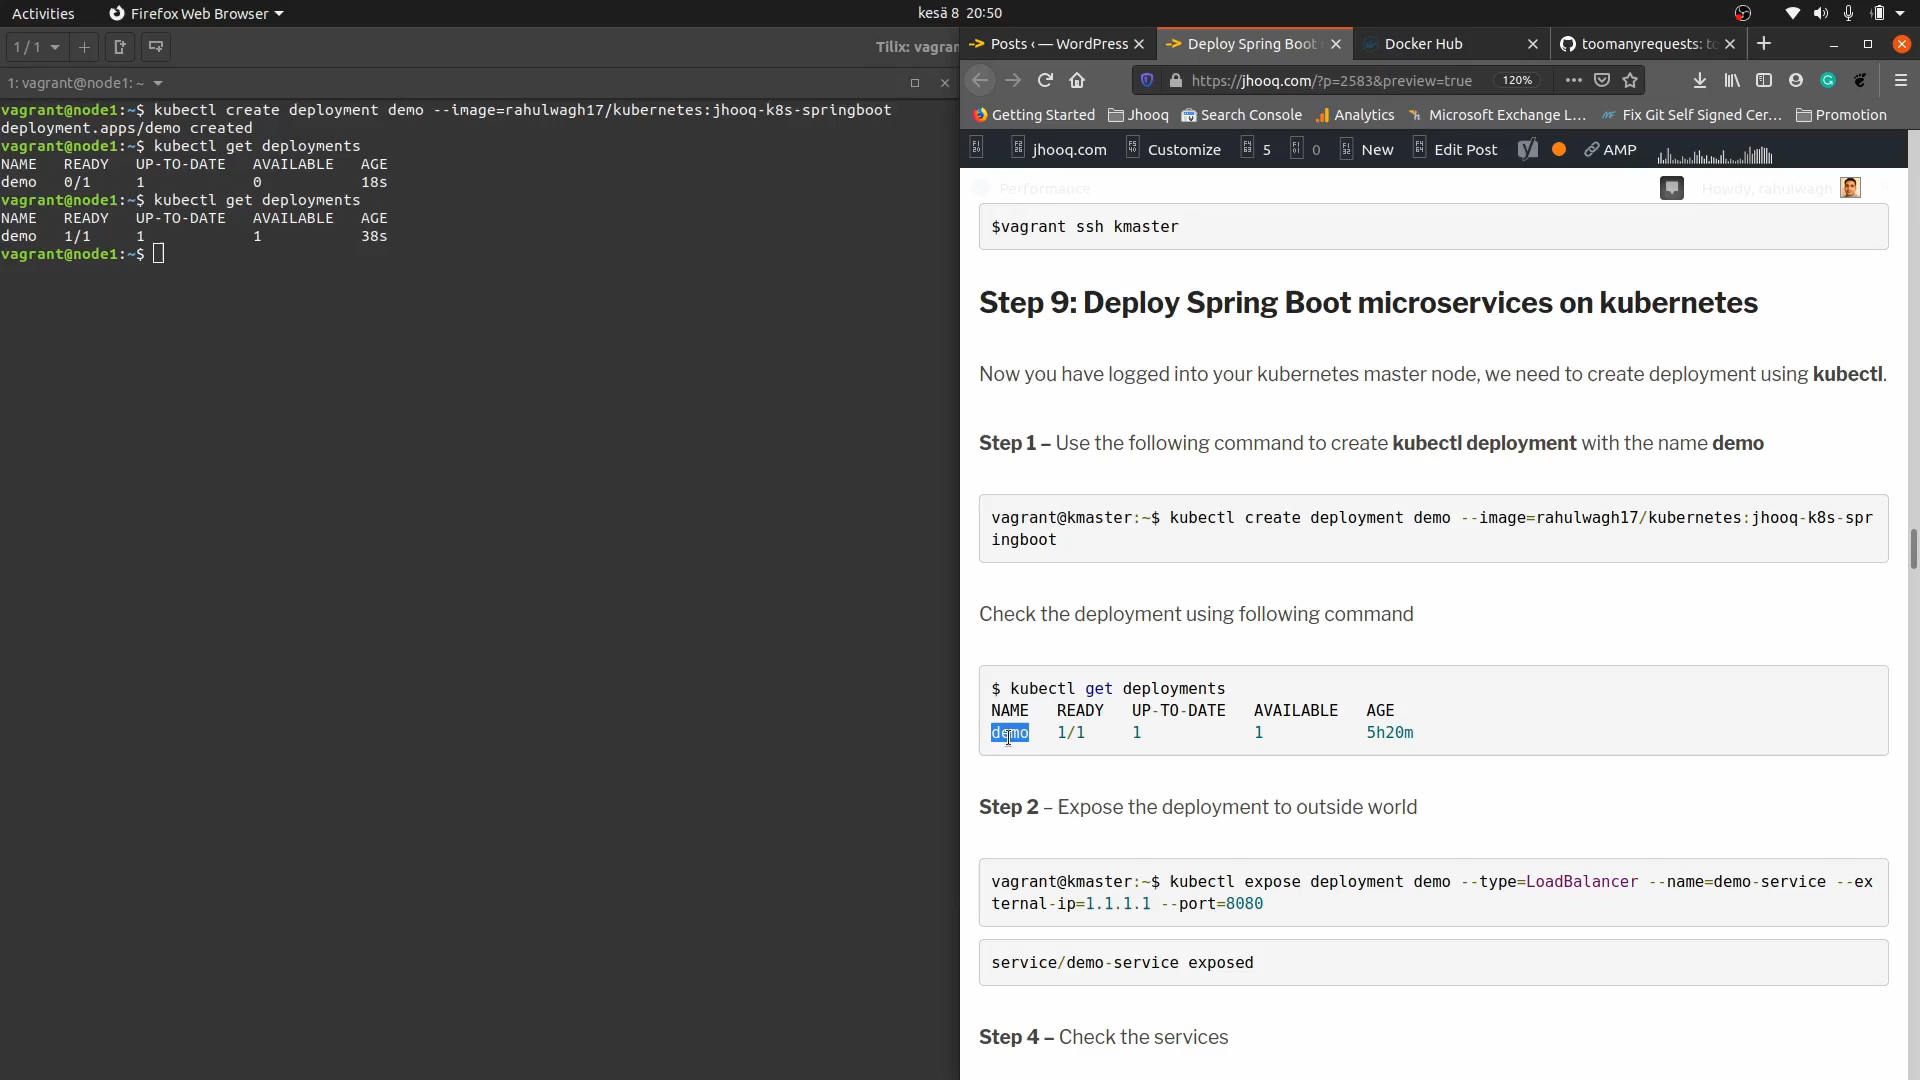 Activities
Firefox Web Browser
kesä 8 20:50
1 / 1
Tilix: vagran
1: vagrant@node1: ~
vagrant@node1:~$ kubectl create deployment demo --image=rahulwagh17/kubernetes:jhooq-k8s-springboot
deployment.apps/demo created
vagrant@node1:~$ kubectl get deployments
NAME READY UP-TO-DATE AVAILABLE AGE
demo 0/1 1 0 18s
vagrant@node1:~$ kubectl get deployments
NAME READY UP-TO-DATE AVAILABLE AGE
demo 1/1 1 1 38s
vagrant@node1:~$
Posts ‹ — WordPress
Deploy Spring Boot
Docker Hub
toomanyrequests: to
https://jhooq.com/?p=2583&preview=true
120%
Getting Started
Jhooq
Search Console
Analytics
Microsoft Exchange L...
Fix Git Self Signed Cer...
Promotion
jhooq.com
Customize
5
0
New
Edit Post
AMP
Performance
Howdy, rahulwagh
$vagrant ssh kmaster
Step 9: Deploy Spring Boot microservices on kubernetes
Now you have logged into your kubernetes master node, we need to create deployment using kubectl.
Step 1 – Use the following command to create kubectl deployment with the name demo
vagrant@kmaster:~$ kubectl create deployment demo --image=rahulwagh17/kubernetes:jhooq-k8s-spr
ingboot
Check the deployment using following command
$ kubectl get deployments
NAME READY UP-TO-DATE AVAILABLE AGE
demo 1/1 1 1 5h20m
Step 2 – Expose the deployment to outside world
vagrant@kmaster:~$ kubectl expose deployment demo --type=LoadBalancer --name=demo-service --ex
ternal-ip=1.1.1.1 --port=8080
service/demo-service exposed
Step 4 – Check the services